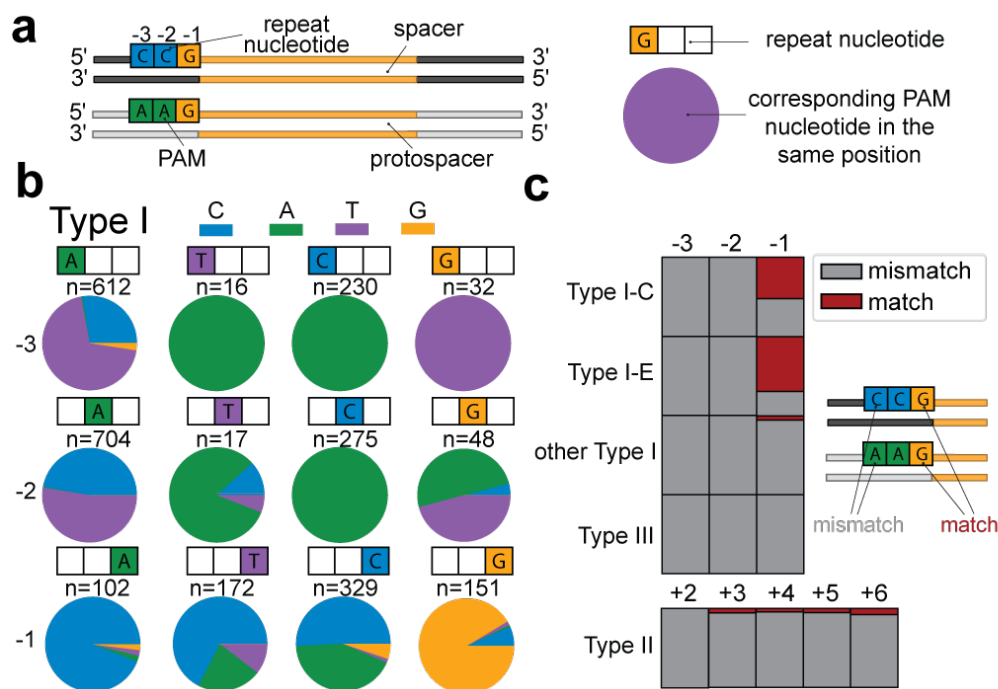 a
-3 -2 -1
repeat
nucleotide
spacer
5' C C G 3'
3' 5'
5' A A G 3'
3' 5'
PAM
protospacer
G
repeat nucleotide
corresponding PAM
nucleotide in the
same position
b
Type I
C A T G
A T C G
n=612 n=16 n=230 n=32
-3
A T C G
n=704 n=17 n=275 n=48
-2
A T C G
n=102 n=172 n=329 n=151
-1
c
-3 -2 -1
Type I-C
Type I-E
other Type I
Type III
mismatch
match
C C G
A A G
mismatch match
+2 +3 +4 +5 +6
Type II